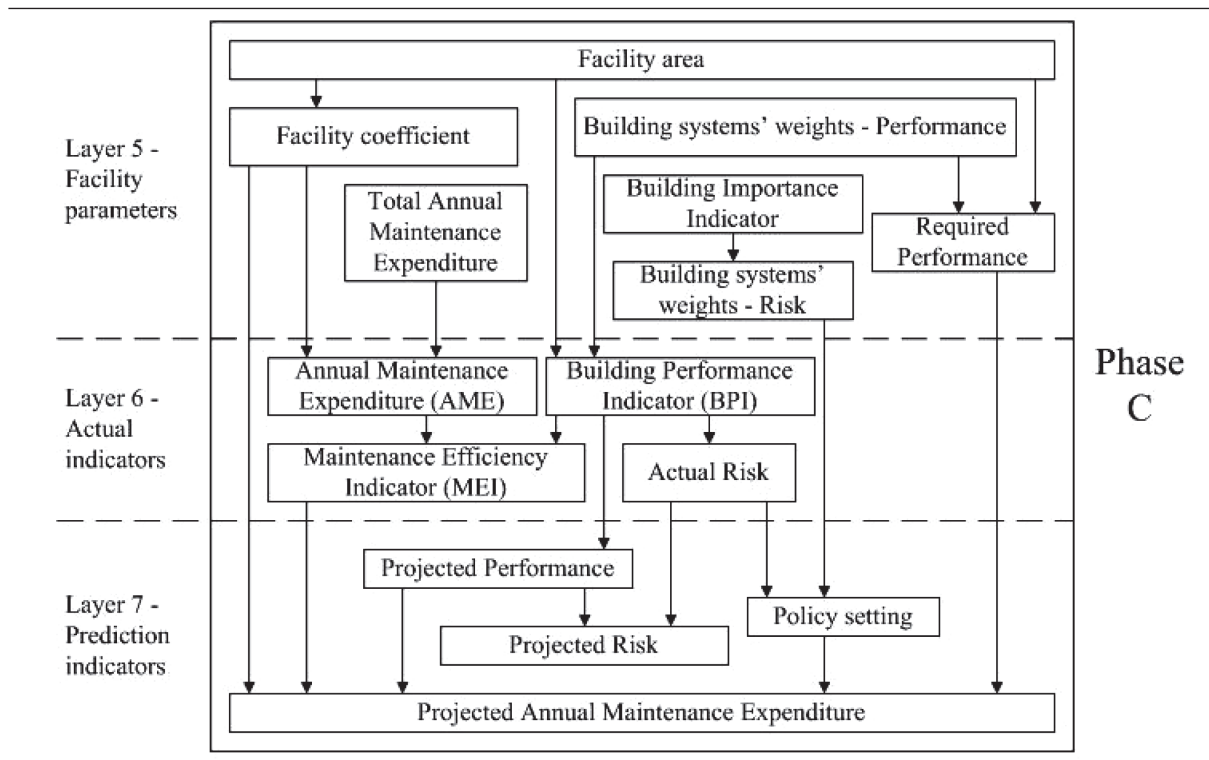 Facility area
Facility coefficient
Building systems' weights - Performance
Layer 5 -
Facility
parameters
Total Annual
Maintenance
Expenditure
Building Importance
Indicator
Required
Performance
Building systems'
weights - Risk
Phase
C
Layer 6 -
Actual
indicators
Annual Maintenance
Expenditure (AME)
Building Performance
Indicator (BPI)
Maintenance Efficiency
Indicator (MEI)
Actual Risk
Layer 7 -
Prediction
indicators
Projected Performance
Policy setting
Projected Risk
Projected Annual Maintenance Expenditure